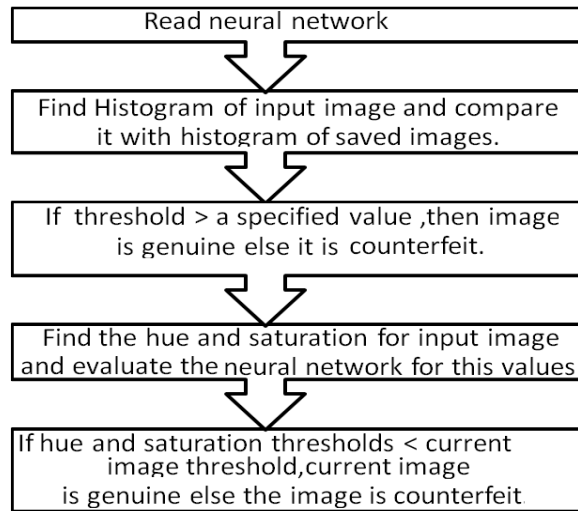 Read neural network
Find Histogram of input image and compare
it with histogram of saved images.
If threshold > a specified value ,then image
is genuine else it is counterfeit.
Find the hue and saturation for input image
and evaluate the neural network for this values
If hue and saturation thresholds < current
image threshold,current image
is genuine else the image is counterfeit.